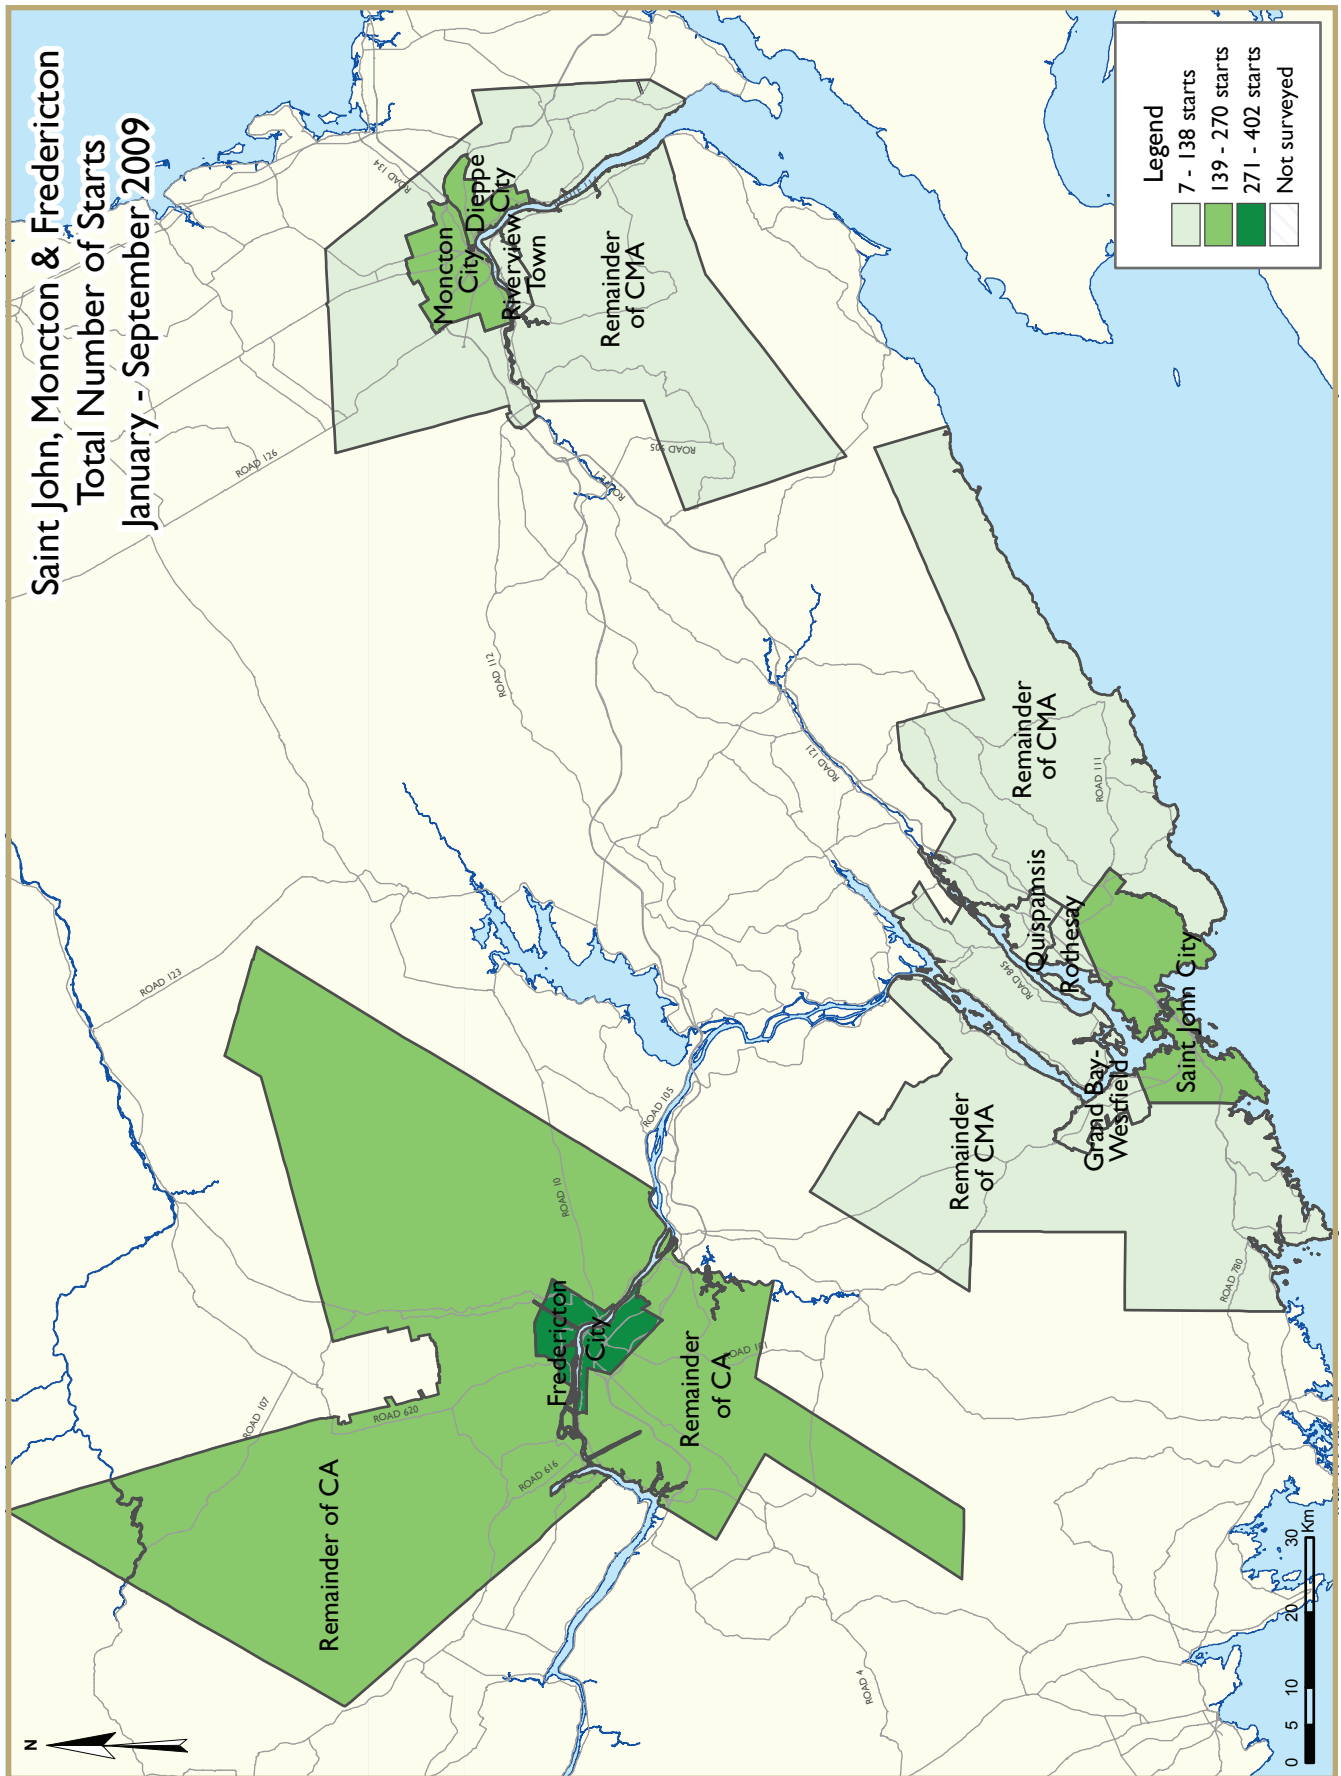 Saint John, Moncton & Fredericton
Total Number of Starts
January - September 2009
Legend
7 - 138 starts
139 - 270 starts
271 - 402 starts
Not surveyed
N
Remainder of CA
Fredericton
City
Remainder
of CA
Moncton
City
Dieppe
City
Riverview
Town
Remainder
of CMA
Remainder
of CMA
Grand Bay-
Westfield
Saint John City
Rothesay
Quispamsis
Remainder
of CMA
ROAD 134
ROAD 126
ROAD 905
ROAD 112
ROAD 121
ROAD 111
ROAD 845
ROAD 123
ROAD 105
ROAD 10
ROAD 107
ROAD 620
ROAD 616
ROAD 101
ROAD 780
ROAD 4
0 5 10 20 30
Km